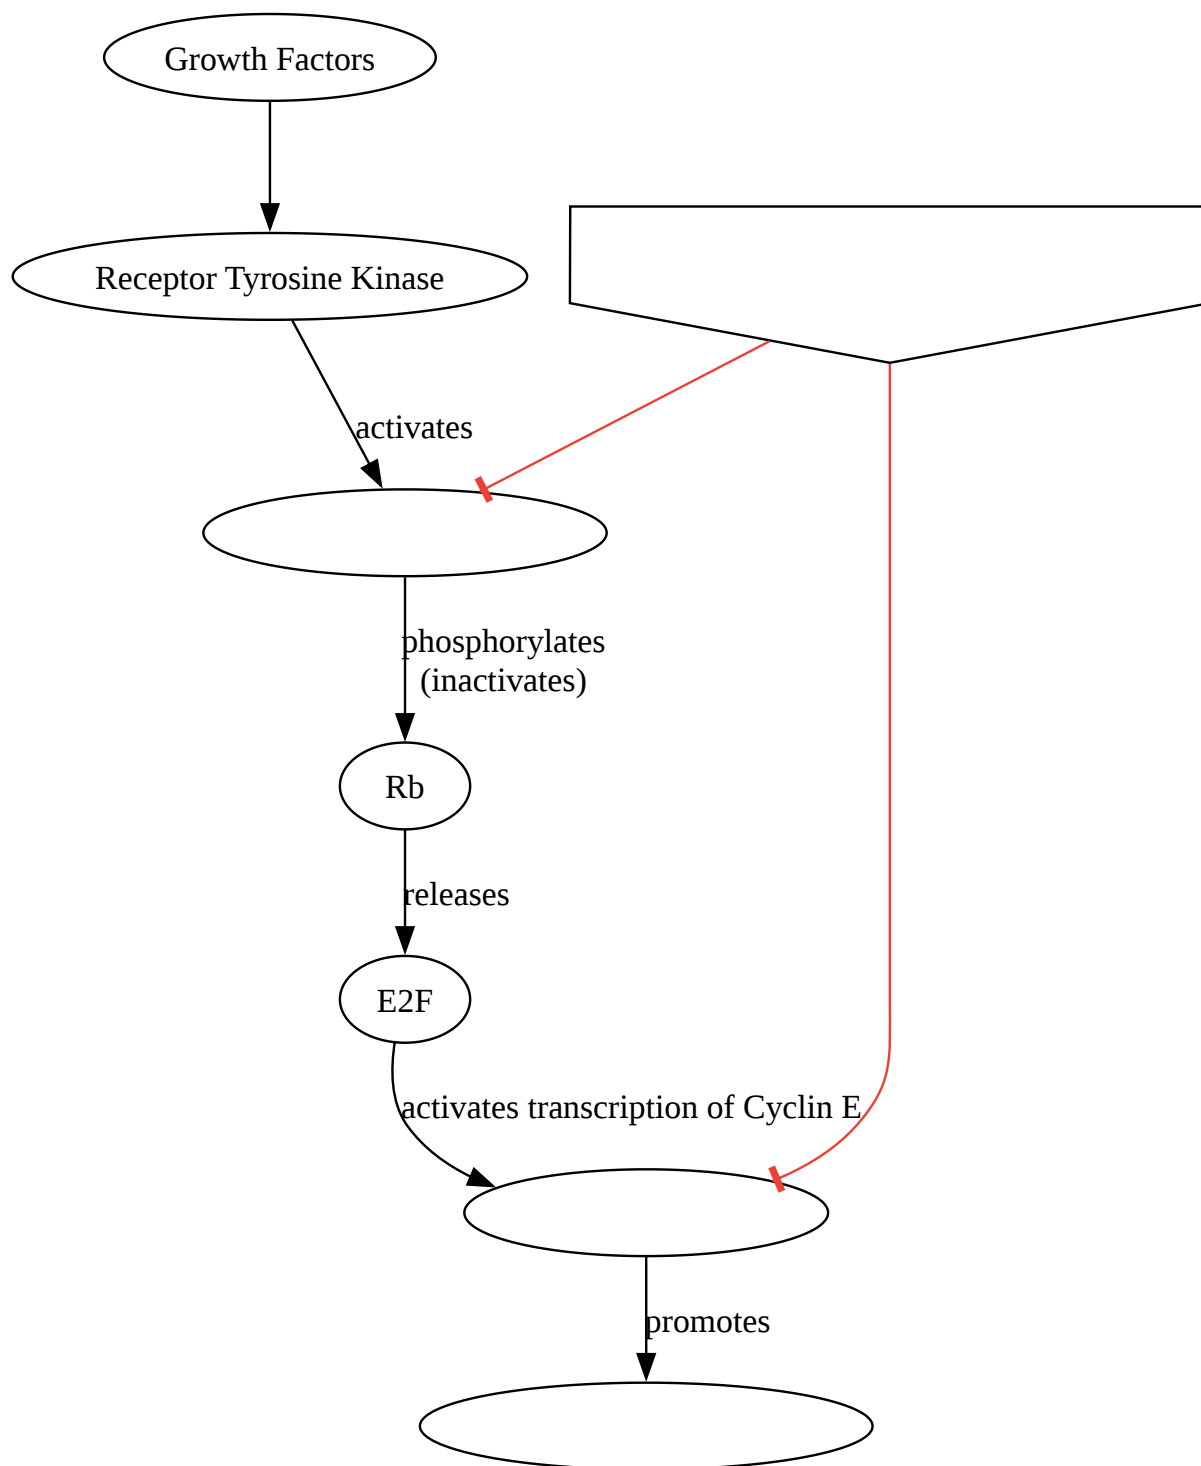 Growth Factors
Receptor Tyrosine Kinase
activates
phosphorylates
(inactivates)
Rb
releases
E2F
activates transcription of Cyclin E
promotes